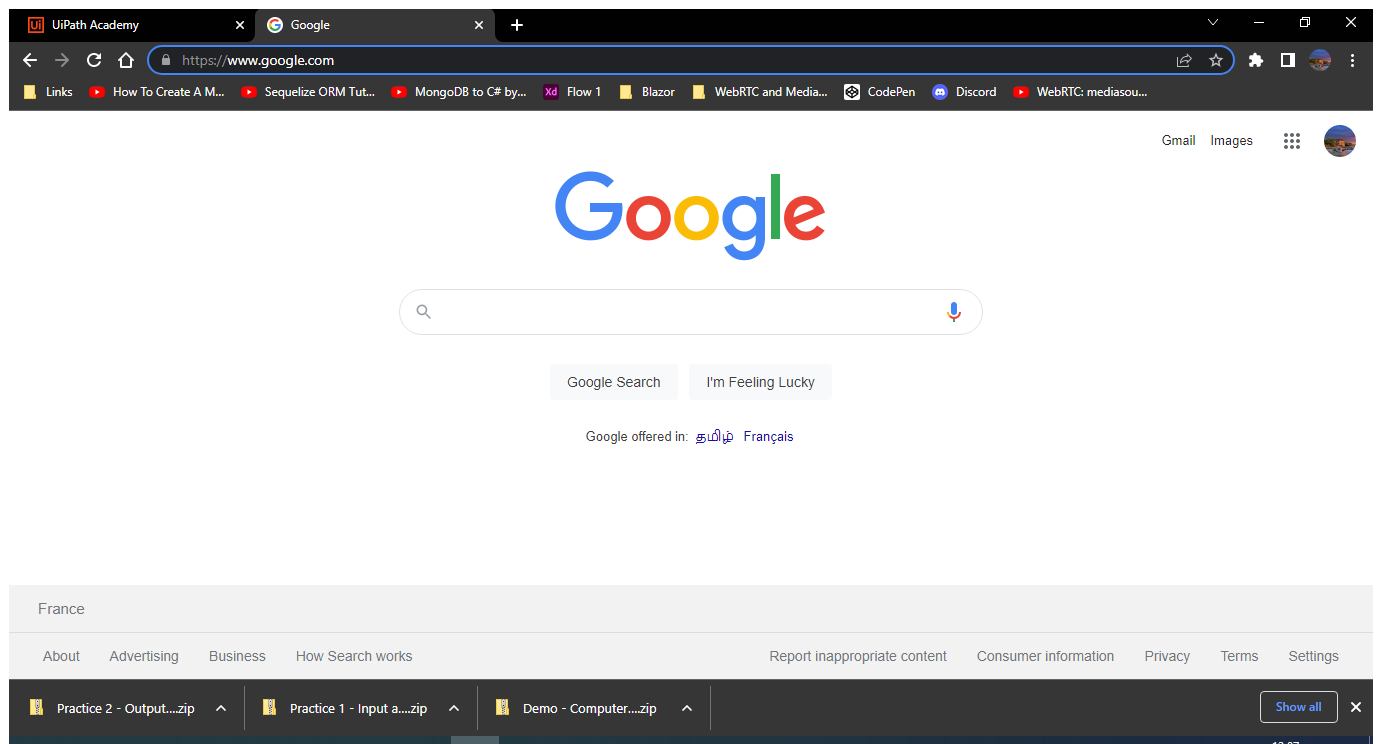 UiPath Academy Google
https://www.google.com
Links How To Create A M... Sequelize ORM Tut... MongoDB to C# by... Xd Flow 1 Blazor WebRTC and Media... CodePen Discord WebRTC: mediasou...
Gmail Images
Google
Google Search I'm Feeling Lucky
Google offered in: தமிழ் Français
France
About Advertising Business How Search works Report inappropriate content Consumer information Privacy Terms Settings
Practice 2 - Output....zip Practice 1 - Input a....zip Demo - Computer....zip Show all